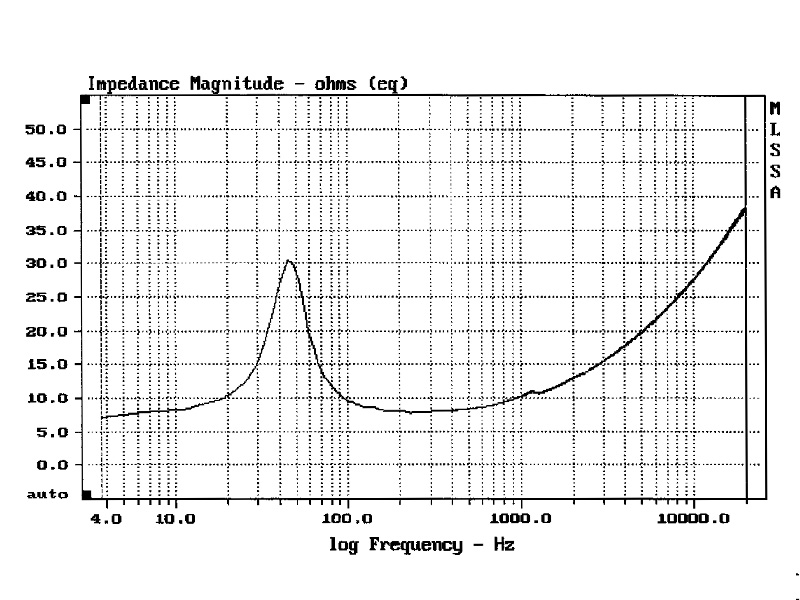 Impedance Magnitude - ohms (eq)
M
L
S
S
A
50.0
45.0
40.0
35.0
30.0
25.0
20.0
15.0
10.0
5.0
0.0
auto
4.0 10.0 100.0 1000.0 10000.0
log Frequency - Hz